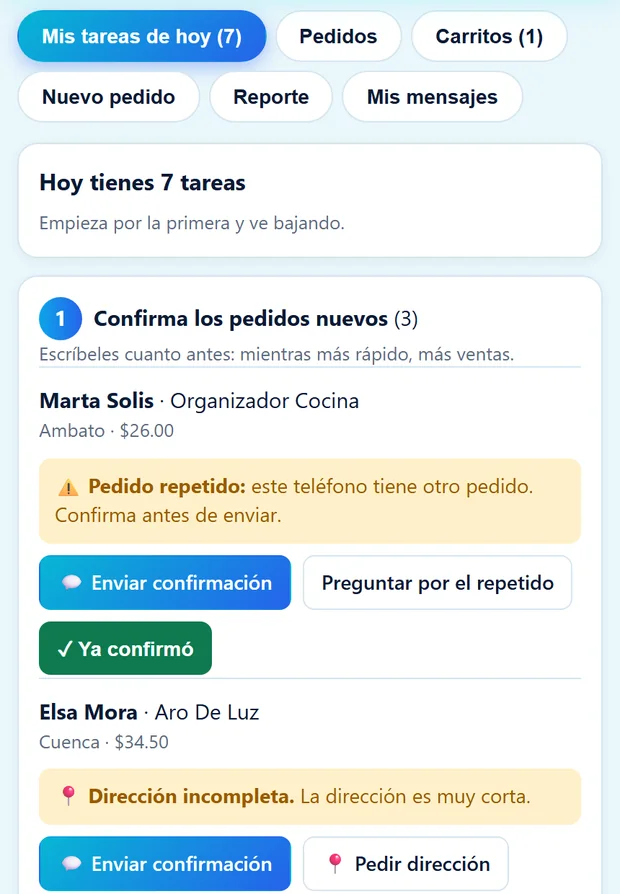 Mis tareas de hoy (7)
Pedidos
Carritos (1)
Nuevo pedido
Reporte
Mis mensajes
Hoy tienes 7 tareas
Empieza por la primera y ve bajando.
1 Confirma los pedidos nuevos (3)
Escríbeles cuanto antes: mientras más rápido, más ventas.
Marta Solis · Organizador Cocina
Ambato · $26.00
⚠️ Pedido repetido: este teléfono tiene otro pedido.
Confirma antes de enviar.
💬 Enviar confirmación
Preguntar por el repetido
✓ Ya confirmó
Elsa Mora · Aro De Luz
Cuenca · $34.50
📍 Dirección incompleta. La dirección es muy corta.
💬 Enviar confirmación
📍 Pedir dirección